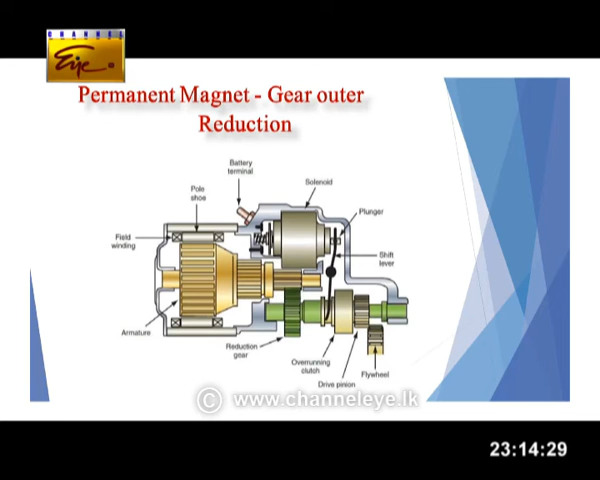 CHANNEL
Eye
Permanent Magnet - Gear outer
Reduction
Battery
terminal
Solenoid
Pole
shoe
Plunger
Field
winding
Shift
lever
Armature
Reduction
gear
Overrunning
clutch
Flywheel
Drive pinion
© www.channeleye.lk
23:14:29